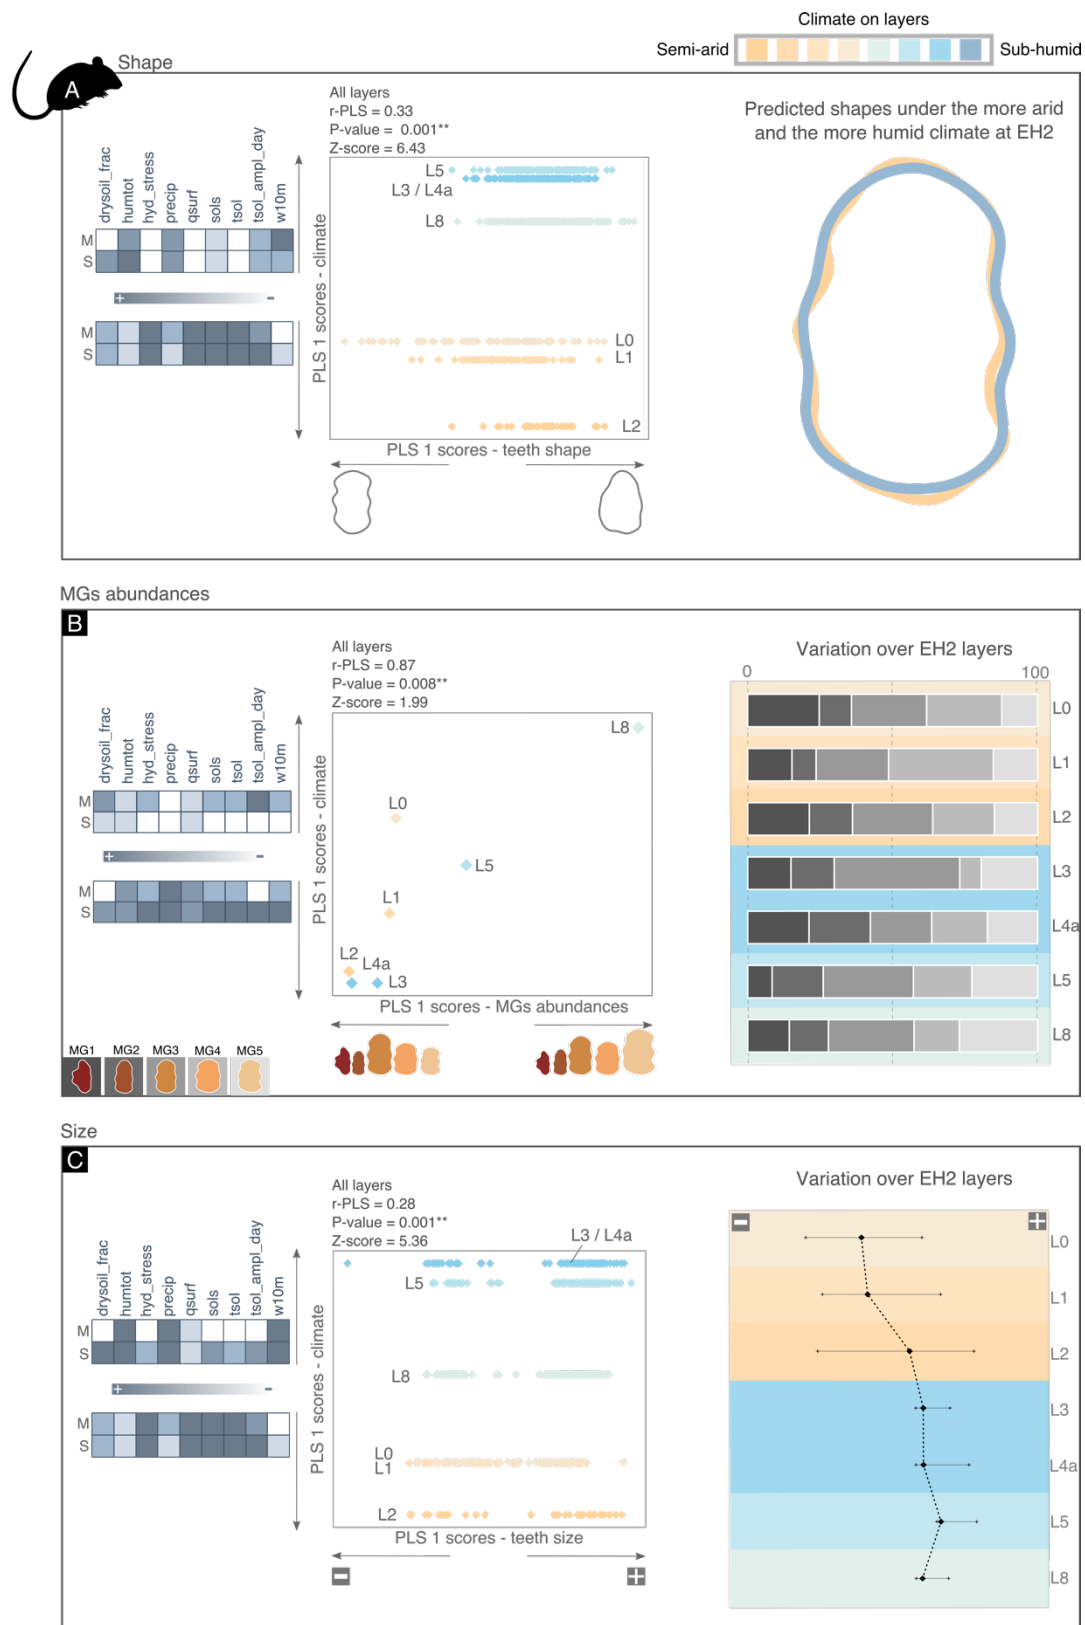 Climate on layers
Semi-arid
Sub-humid
Shape
A
All layers
r-PLS = 0.33
P-value = 0.001**
Z-score = 6.43
Predicted shapes under the more arid
and the more humid climate at EH2
drysoil_frac
humtot
hyd_stress
precip
qsurf
sols
tsol
tsol_ampl_day
w10m
M
S
+
−
M
S
PLS 1 scores - climate
L5
L3 / L4a
L8
L0
L1
L2
PLS 1 scores - teeth shape
MGs abundances
B
All layers
r-PLS = 0.87
P-value = 0.008**
Z-score = 1.99
Variation over EH2 layers
0
100
drysoil_frac
humtot
hyd_stress
precip
qsurf
sols
tsol
tsol_ampl_day
w10m
M
S
+
−
M
S
PLS 1 scores - climate
L8
L0
L5
L1
L2
L4a
L3
PLS 1 scores - MGs abundances
L0
L1
L2
L3
L4a
L5
L8
MG1 MG2 MG3 MG4 MG5
Size
C
All layers
r-PLS = 0.28
P-value = 0.001**
Z-score = 5.36
Variation over EH2 layers
drysoil_frac
humtot
hyd_stress
precip
qsurf
sols
tsol
tsol_ampl_day
w10m
M
S
+
−
M
S
PLS 1 scores - climate
L3 / L4a
L5
L8
L0
L1
L2
PLS 1 scores - teeth size
−
+
−
+
L0
L1
L2
L3
L4a
L5
L8